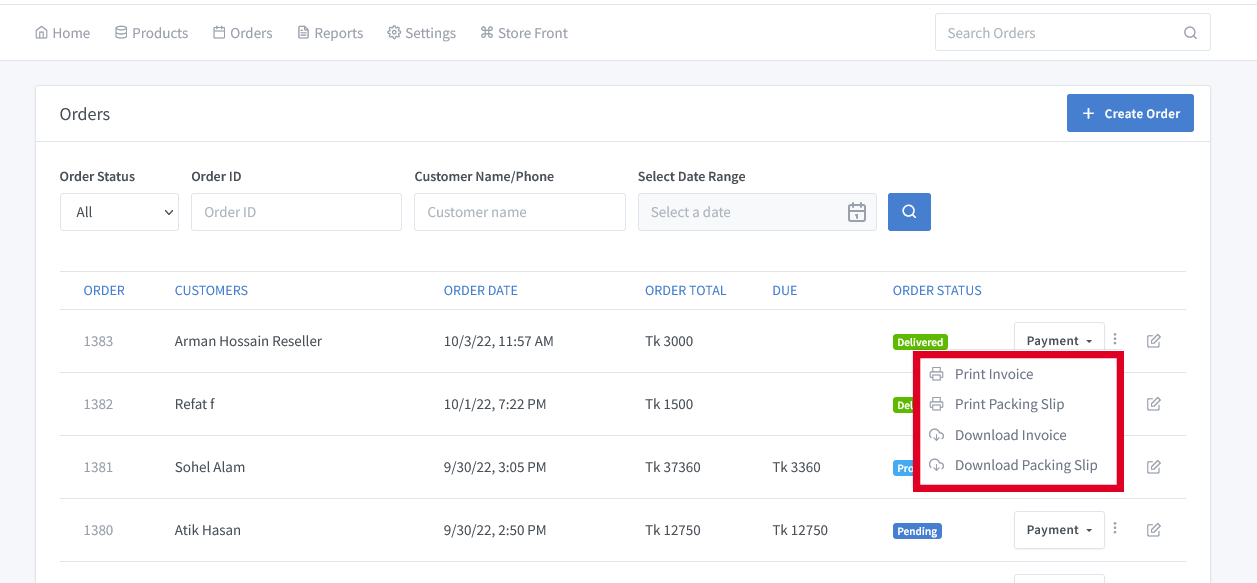 Home Products Orders Reports Settings Store Front Search Orders
Orders
Create Order
Order Status Order ID Customer Name/Phone Select Date Range
All Order ID Customer name Select a date
ORDER CUSTOMERS ORDER DATE ORDER TOTAL DUE ORDER STATUS
1383 Arman Hossain Reseller 10/3/22, 11:57 AM Tk 3000 Delivered Payment
Print Invoice
1382 Refat f 10/1/22, 7:22 PM Tk 1500 Print Packing Slip
Download Invoice
1381 Sohel Alam 9/30/22, 3:05 PM Tk 37360 Tk 3360 Download Packing Slip
1380 Atik Hasan 9/30/22, 2:50 PM Tk 12750 Tk 12750 Pending Payment